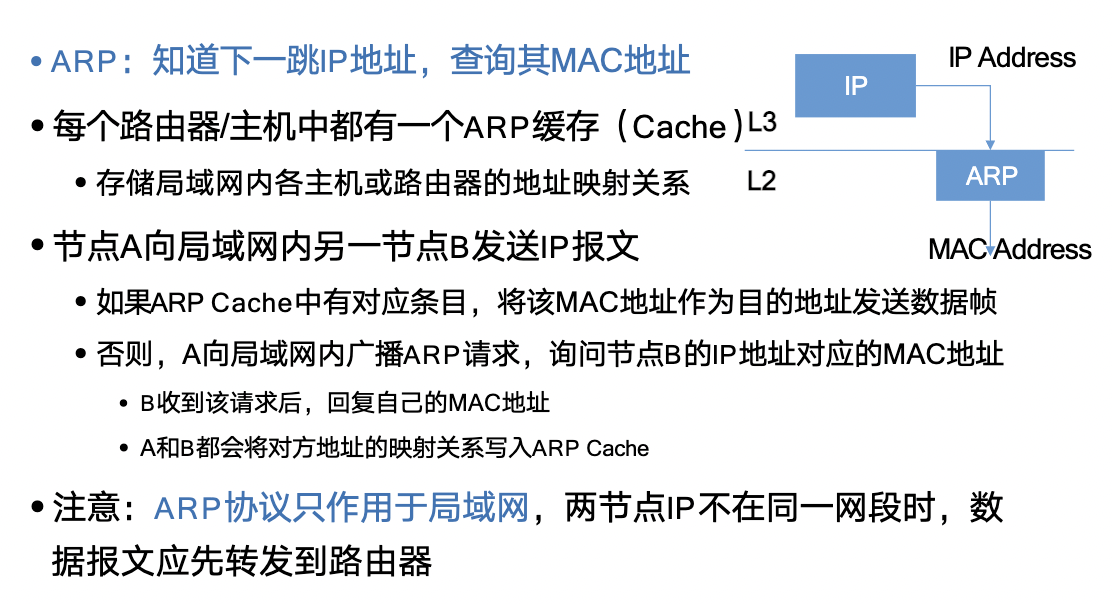 • ARP：知道下一跳IP地址，查询其MAC地址
• 每个路由器/主机中都有一个ARP缓存（Cache）
• 存储局域网内各主机或路由器的地址映射关系
• 节点A向局域网内另一节点B发送IP报文
• 如果ARP Cache中有对应条目，将该MAC地址作为目的地址发送数据帧
• 否则，A向局域网内广播ARP请求，询问节点B的IP地址对应的MAC地址
• B收到该请求后，回复自己的MAC地址
• A和B都会将对方地址的映射关系写入ARP Cache
• 注意：ARP协议只作用于局域网，两节点IP不在同一网段时，数
据报文应先转发到路由器
IP
IP Address
L3
L2
ARP
MAC Address